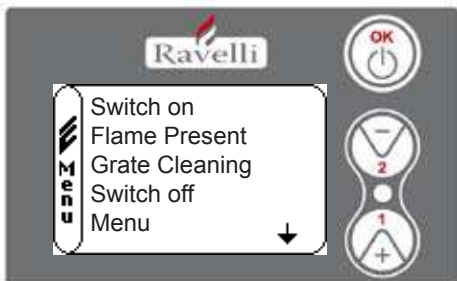 Ravelli
OK
Menu
Switch on
Flame Present
Grate Cleaning
Switch off
Menu
−
2
1
+